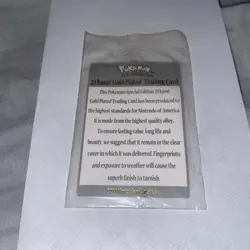 Pokémon
23 Karat Gold-Plated Trading Card
This Pokemon Special Edition 23 karat
Gold Plated Trading Card has been produced to
the highest standards for Nintendo of America
It is made from the highest quality alloy.
To ensure lasting value, long life and
beauty we suggest that it remain in the clear
cover in which it was delivered. Fingerprints
and exposure to weather will cause the
superb finish to tarnish.